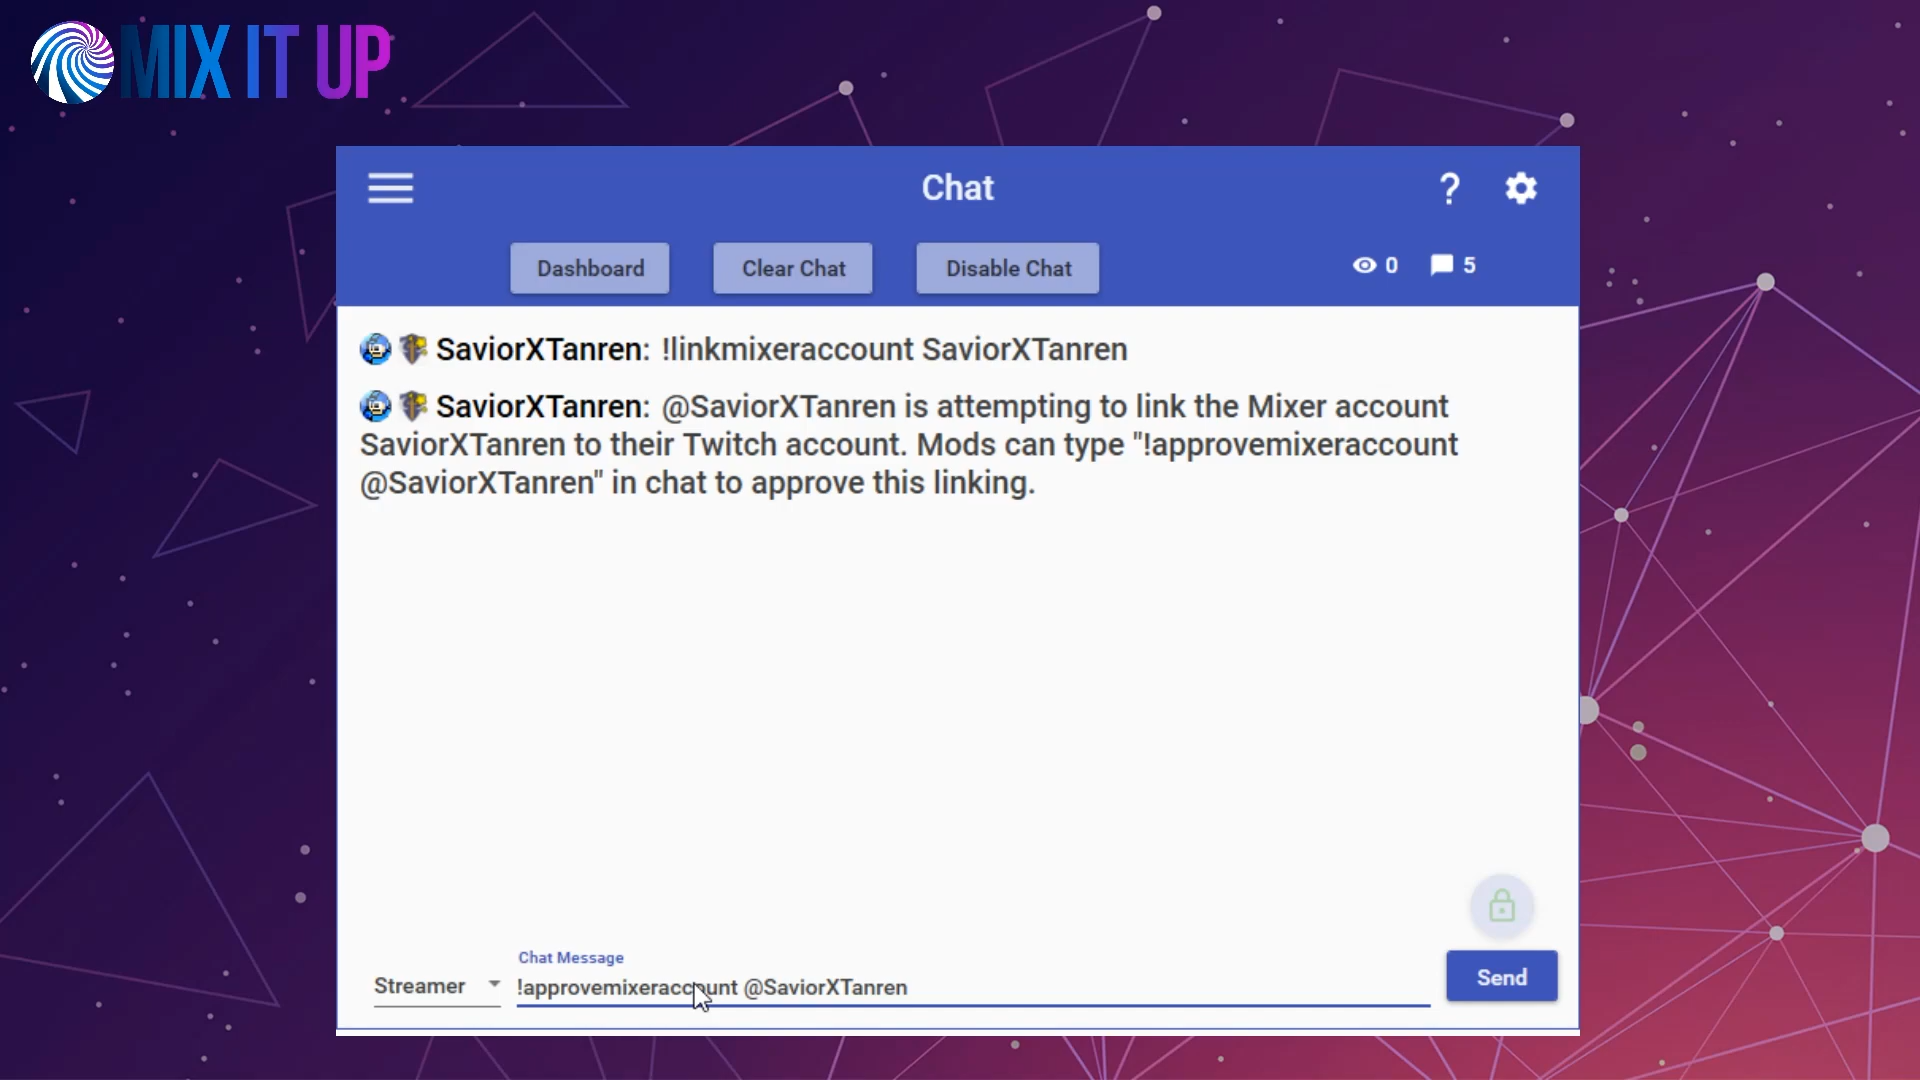 MIX IT UP
Chat
?
Dashboard
Clear Chat
Disable Chat
0
5
SaviorXTanren: !linkmixeraccount SaviorXTanren
SaviorXTanren: @SaviorXTanren is attempting to link the Mixer account
SaviorXTanren to their Twitch account. Mods can type "!approvemixeraccount
@SaviorXTanren" in chat to approve this linking.
Chat Message
Streamer
!approvemixeraccount @SaviorXTanren
Send